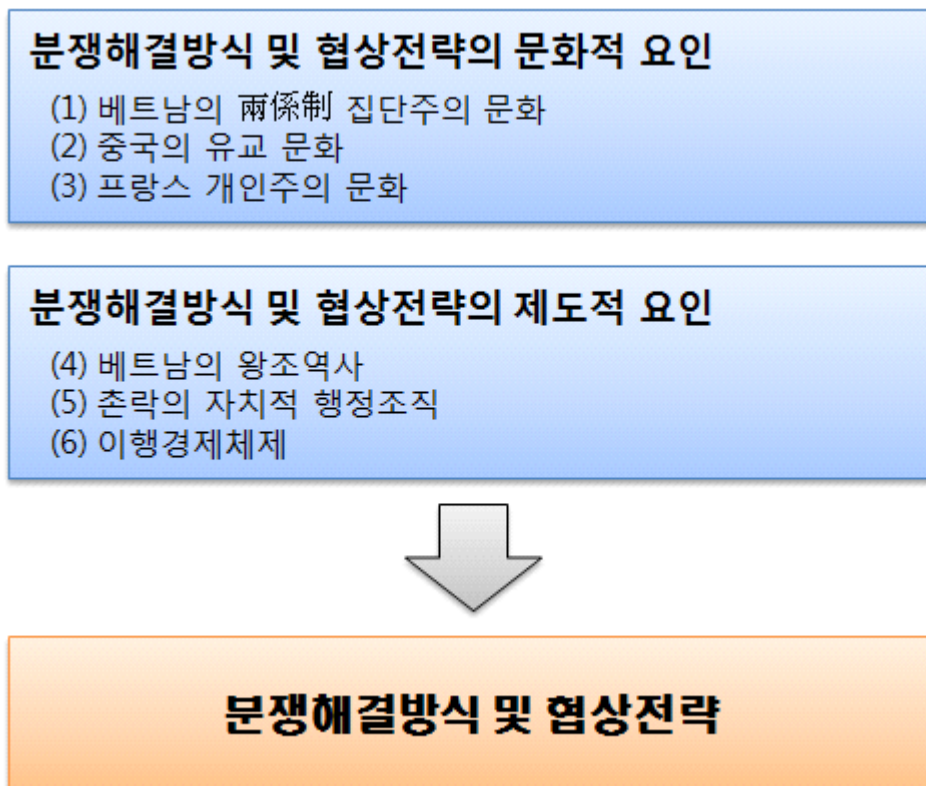 분쟁해결방식 및 협상전략의 문화적 요인
(1) 베트남의 兩係制 집단주의 문화
(2) 중국의 유교 문화
(3) 프랑스 개인주의 문화
분쟁해결방식 및 협상전략의 제도적 요인
(4) 베트남의 왕조역사
(5) 촌락의 자치적 행정조직
(6) 이행경제체제
분쟁해결방식 및 협상전략